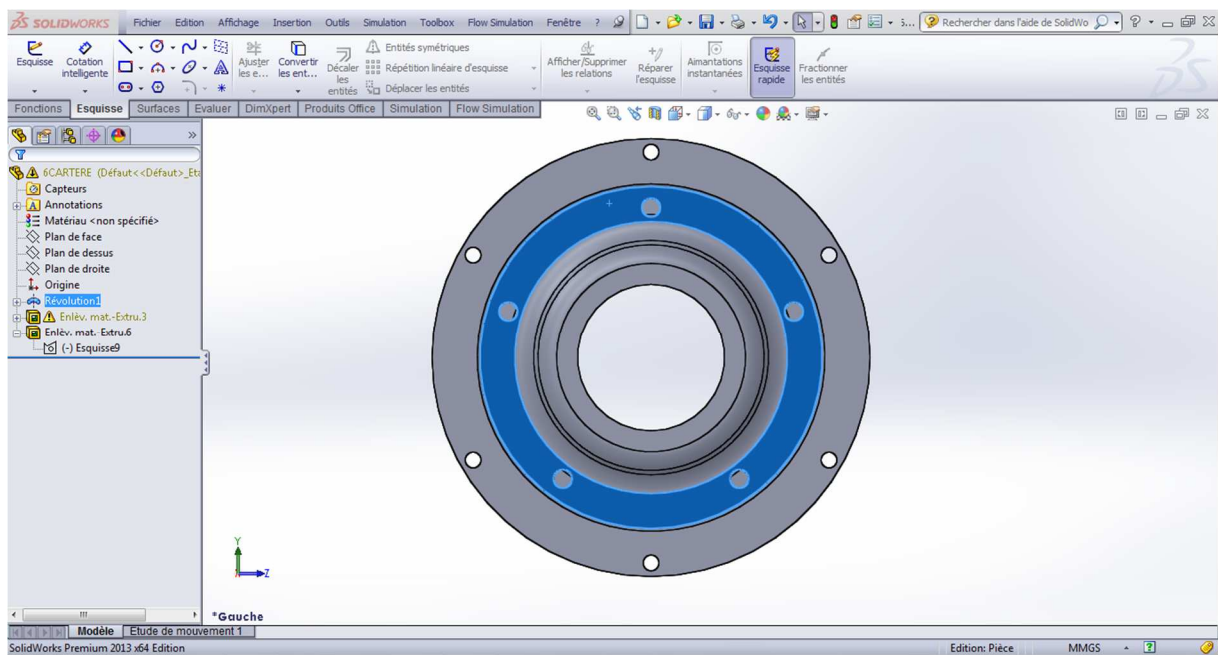 SOLIDWORKS Fichier Edition Affichage Insertion Outils Simulation Toolbox Flow Simulation Fenêtre ? S... Rechercher dans l'aide de SolidWo ?
Esquisse Cotation intelligente Ajuster les e... Convertir les ent... Décaler les entités Entités symétriques Afficher/Supprimer les relations Réparer l'esquisse Aimantations instantanées Esquisse rapide Fractionner les entités
Répétition linéaire d'esquisse
Déplacer les entités
Fonctions Esquisse Surfaces Evaluer DimXpert Produits Office Simulation Flow Simulation
6CARTERE (Défaut<<Défaut>_Eta
Capteurs
Annotations
Matériau <non spécifié>
Plan de face
Plan de dessus
Plan de droite
Origine
Révolution1
Enlèv. mat.-Extru.3
Enlèv. mat.-Extru.6
(-) Esquisse9
Y
Z
*Gauche
Modèle Etude de mouvement 1
SolidWorks Premium 2013 x64 Edition Edition: Pièce MMGS